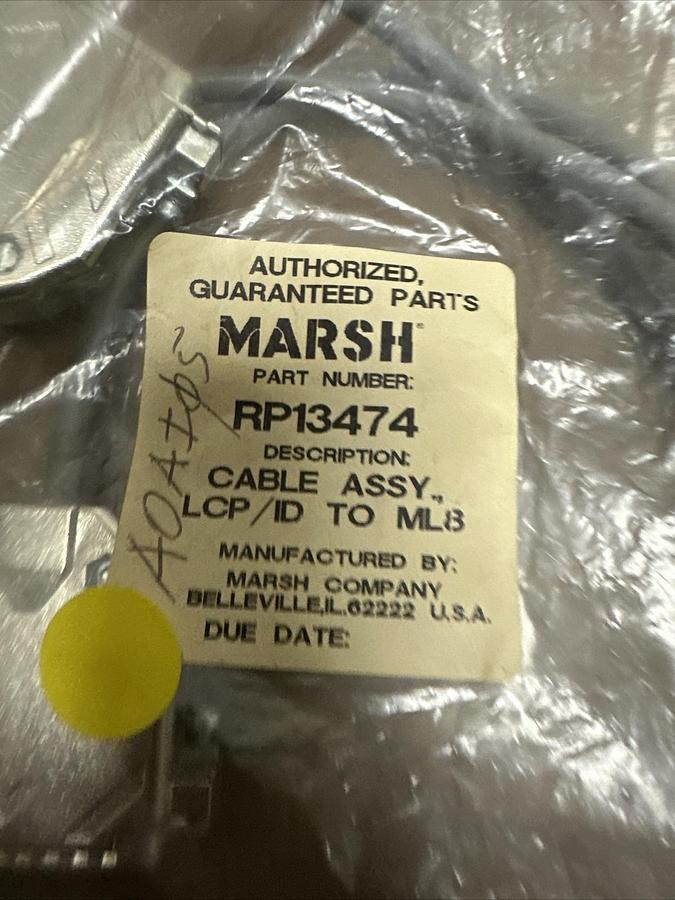 AUTHORIZED,
GUARANTEED PARTS
MARSH®
PART NUMBER:
RP13474
DESCRIPTION:
CABLE ASSY.,
LCP/ID TO ML8
MANUFACTURED BY:
MARSH COMPANY
BELLEVILLE,IL.62222 U.S.A.
DUE DATE: